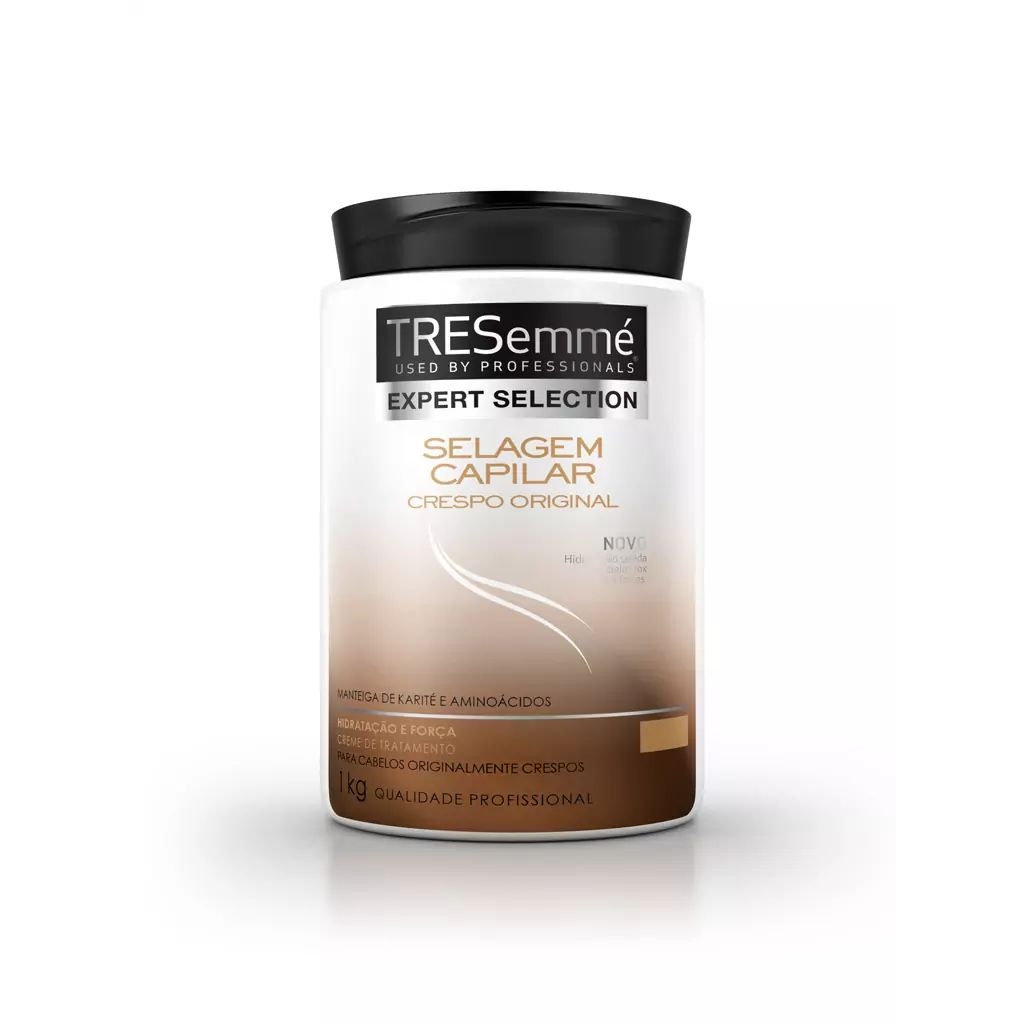 TRESemmé
USED BY PROFESSIONALS
EXPERT SELECTION
SELAGEM
CAPILAR
CRESPO ORIGINAL
NOVO
MANTEIGA DE KARITÉ E AMINOÁCIDOS
HIDRATAÇÃO E FORÇA
CREME DE TRATAMENTO
PARA CABELOS ORIGINALMENTE CRESPOS
1kg QUALIDADE PROFISSIONAL